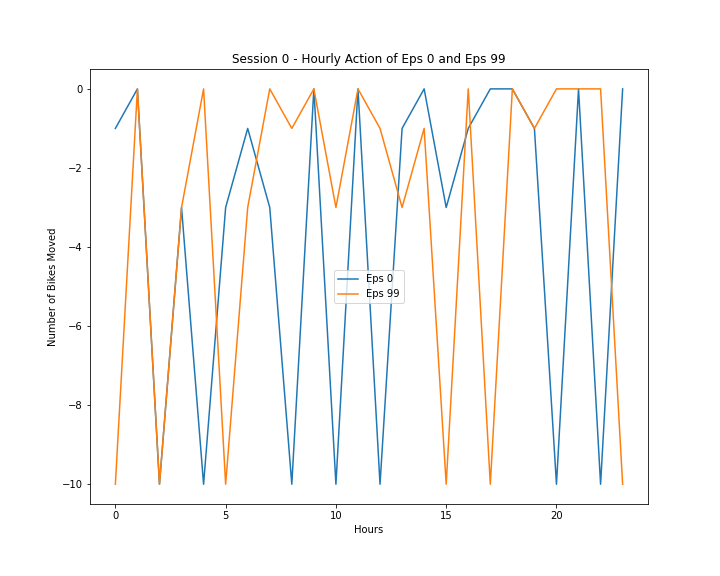 Session 0 - Hourly Action of Eps 0 and Eps 99
Number of Bikes Moved
0
−2
−4
−6
−8
−10
Eps 0
Eps 99
0 5 10 15 20
Hours